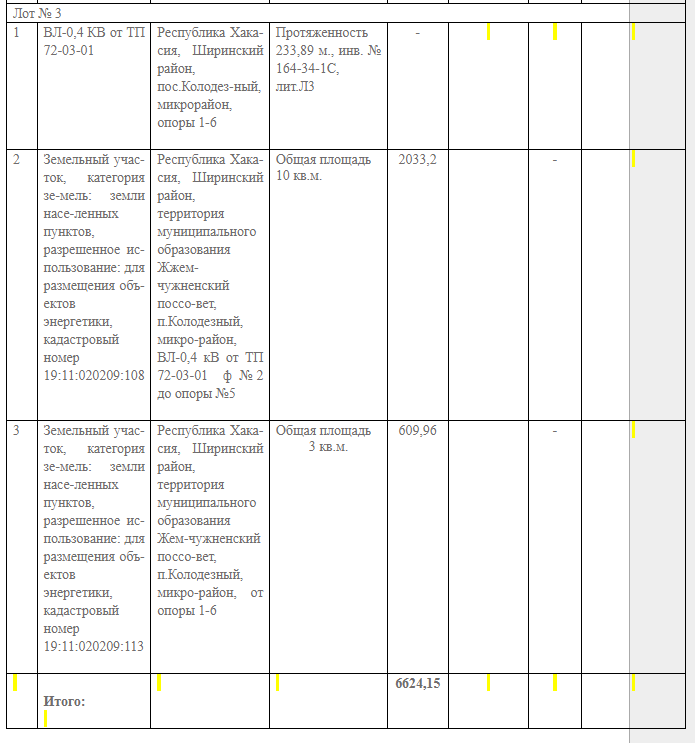 Лот № 3
1
ВЛ-0,4 КВ от ТП
72-03-01
Республика Хака-
сия, Ширинский
район,
пос.Колодез-ный,
микрорайон,
опоры 1-6
Протяженность
233,89 м., инв. №
164-34-1С,
лит.Л3
-
2
Земельный учас-
ток, категория
зе-мель: земли
насе-ленных
пунктов,
разрешенное ис-
пользование: для
размещения объ-
ектов
энергетики,
кадастровый
номер
19:11:020209:108
Республика Хака-
сия, Ширинский
район,
территория
муниципального
образования
Жжем-
чужненский
поссо-вет,
п.Колодезный,
микро-район,
ВЛ-0,4 кВ от ТП
72-03-01 ф №2
до опоры №5
Общая площадь
10 кв.м.
2033,2
-
3
Земельный учас-
ток, категория
зе-мель: земли
насе-ленных
пунктов,
разрешенное ис-
пользование: для
размещения объ-
ектов
энергетики,
кадастровый
номер
19:11:020209:113
Республика Хака-
сия, Ширинский
район,
территория
муниципального
образования
Жем-чужненский
поссо-вет,
п.Колодезный,
микро-район, от
опоры 1-6
Общая площадь
3 кв.м.
609,96
-
Итого:
6624,15